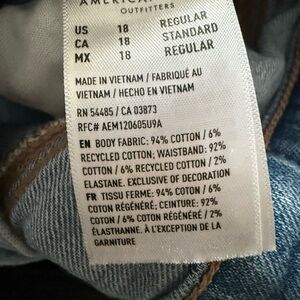 AMERICAN
OUTFITTERS
US 18 REGULAR
CA 18 STANDARD
MX 18 REGULAR
MADE IN VIETNAM / FABRIQUÉ AU
VIETNAM / HECHO EN VIETNAM
RN 54485 / CA 03873
RFC# AEM120605U9A
EN BODY FABRIC: 94% COTTON / 6%
RECYCLED COTTON; WAISTBAND: 92%
COTTON / 6% RECYCLED COTTON / 2%
ELASTANE. EXCLUSIVE OF DECORATION
FR TISSU FERME: 94% COTON / 6%
COTON RÉGÉNÉRÉ; CEINTURE: 92%
COTON / 6% COTON RÉGÉNÉRÉ / 2%
ÉLASTHANNE. À L'EXCEPTION DE LA
GARNITURE